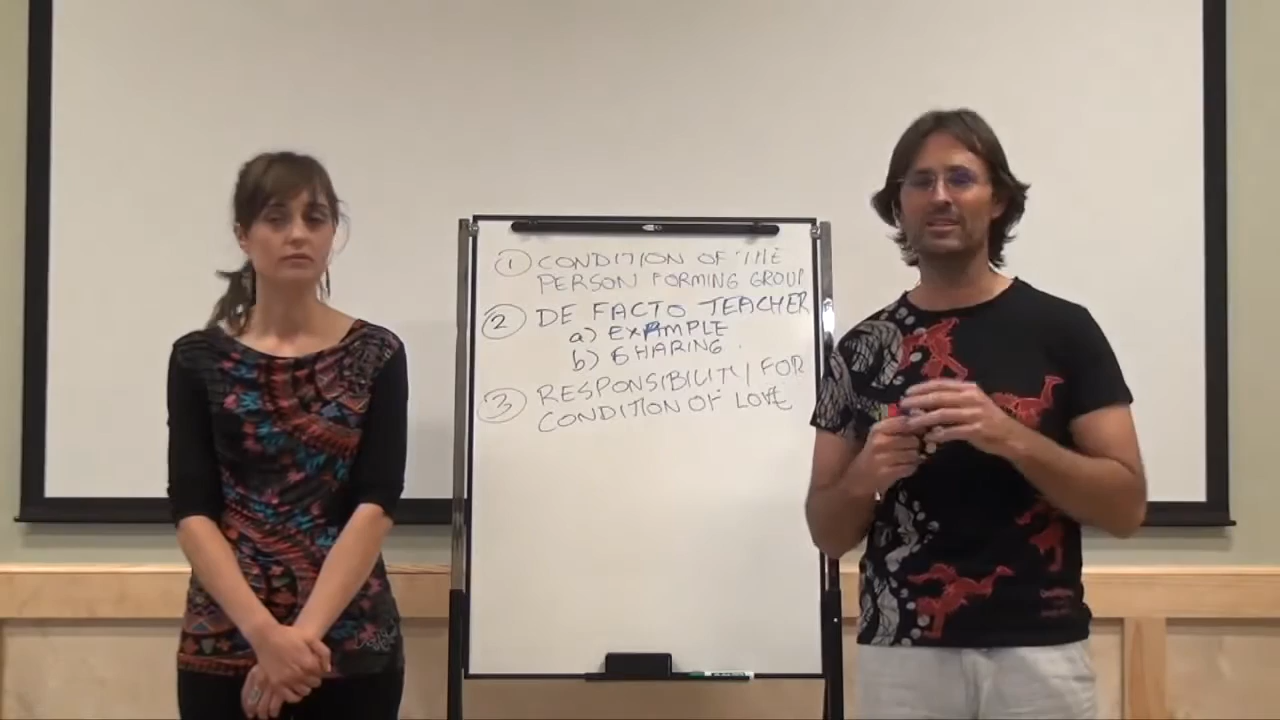 1 CONDITION OF THE
PERSON FORMING GROUP
2 DE FACTO TEACHER
a) EXAMPLE
b) SHARING.
3 RESPONSIBILITY FOR
CONDITION OF LOVE